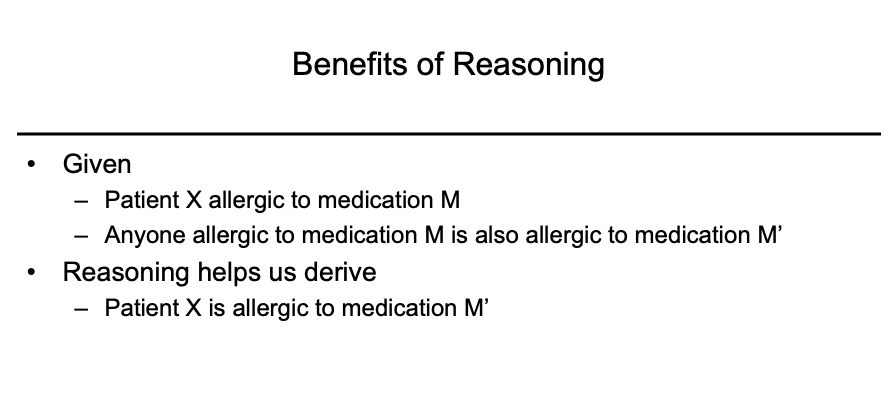 Benefits of Reasoning
• Given
– Patient X allergic to medication M
– Anyone allergic to medication M is also allergic to medication M’
• Reasoning helps us derive
– Patient X is allergic to medication M’